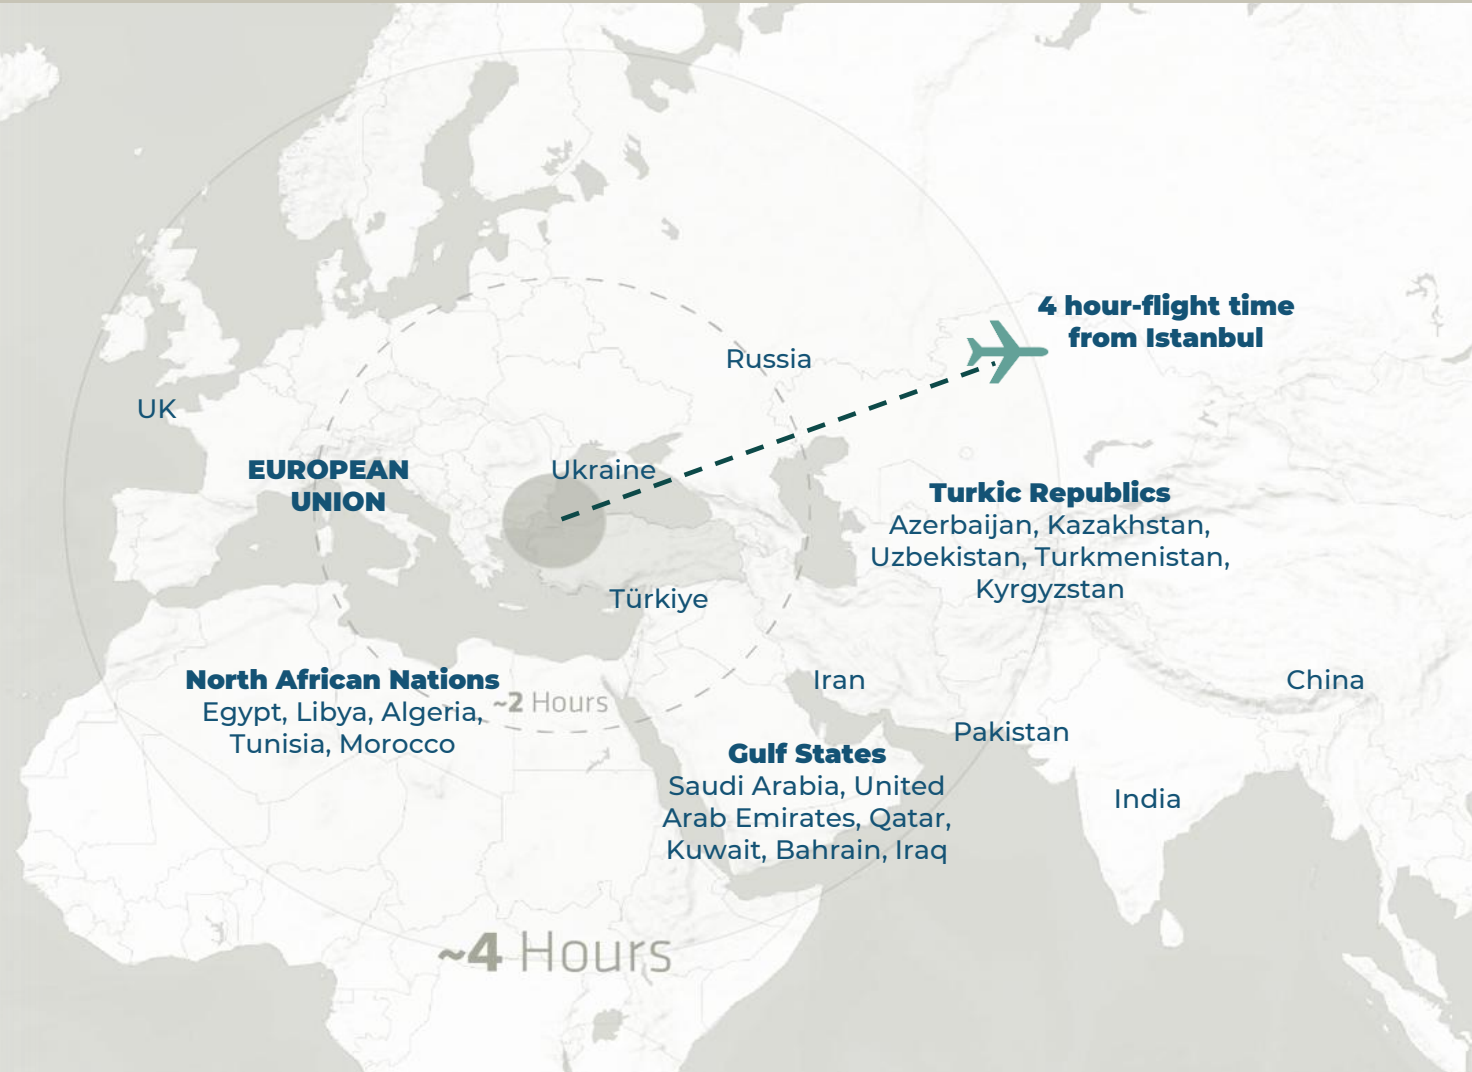 4 hour-flight time
from Istanbul
Russia
UK
EUROPEAN
UNION
Ukraine
Turkic Republics
Azerbaijan, Kazakhstan,
Uzbekistan, Turkmenistan,
Kyrgyzstan
Türkiye
North African Nations
Egypt, Libya, Algeria,
Tunisia, Morocco
~2 Hours
Iran
China
Pakistan
Gulf States
Saudi Arabia, United
Arab Emirates, Qatar,
Kuwait, Bahrain, Iraq
India
~4 Hours